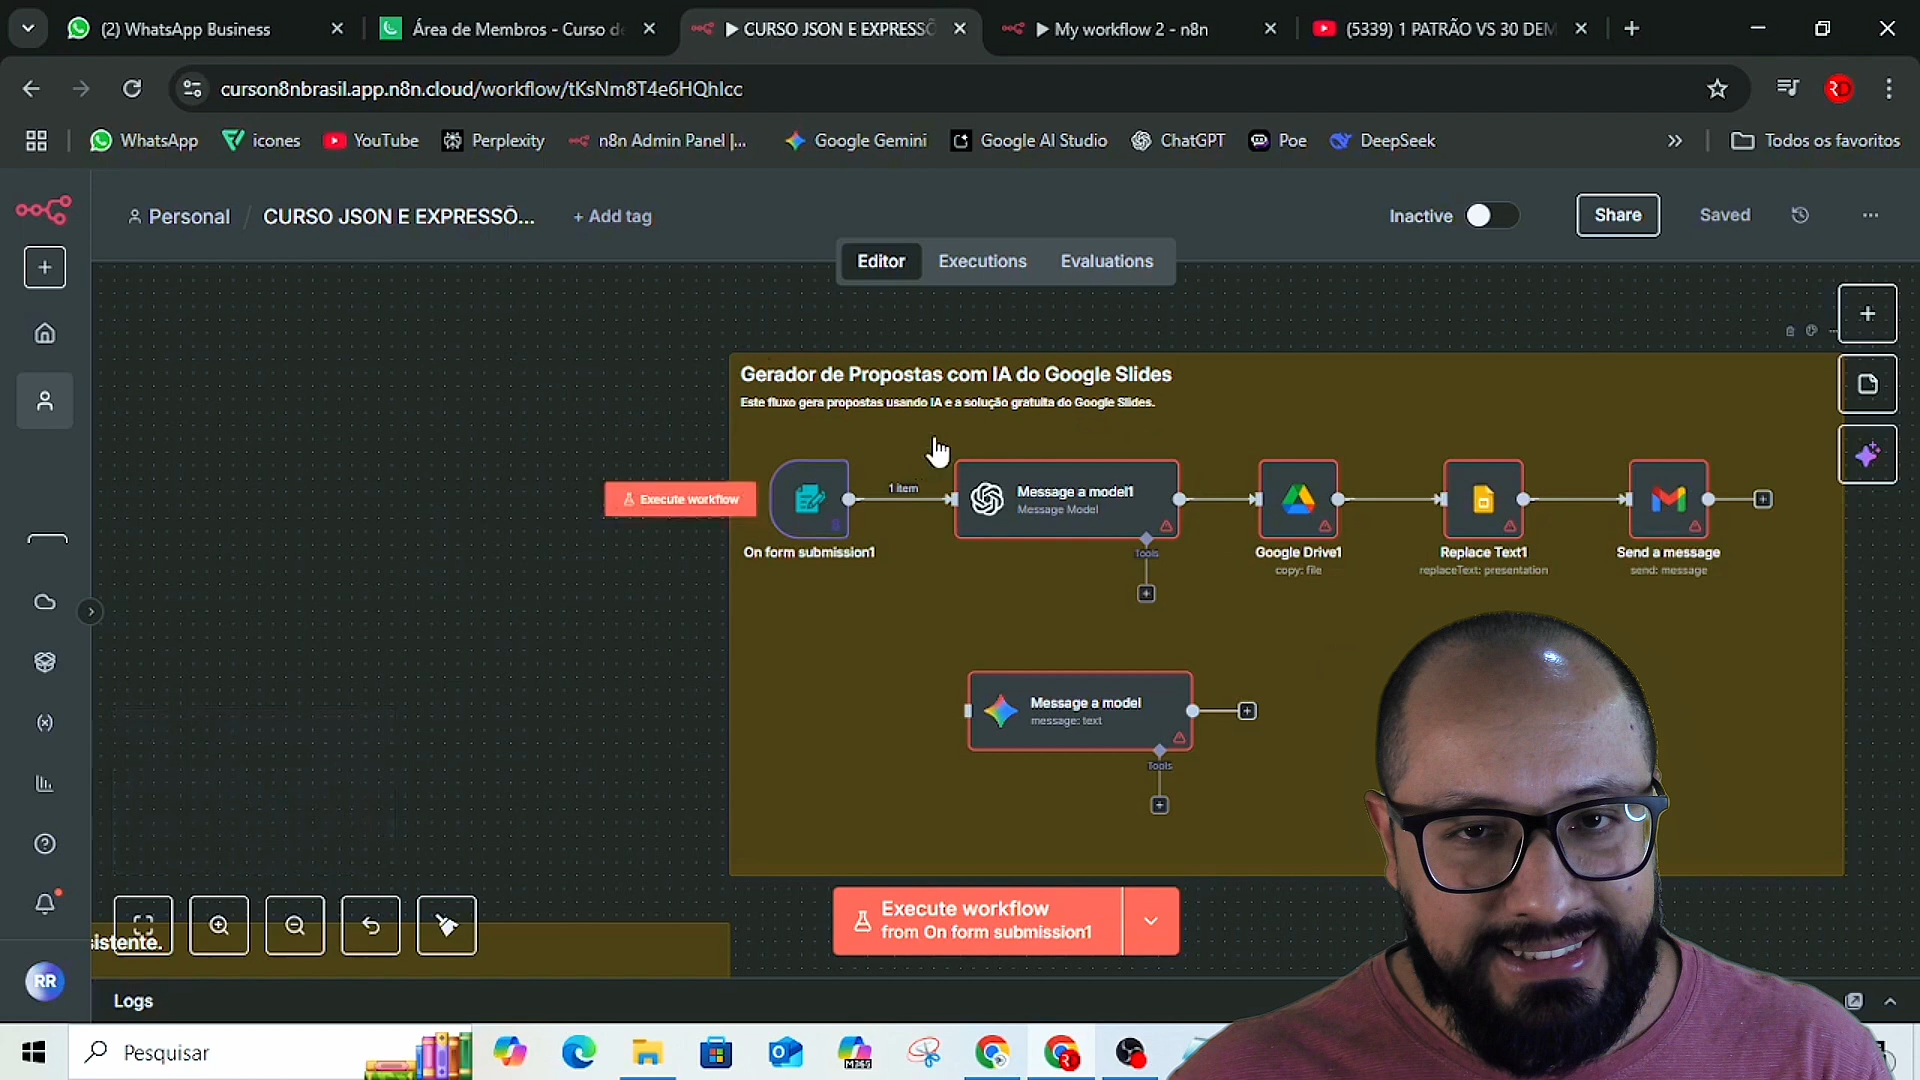 (2) WhatsApp Business
Área de Membros - Curso de
▶ CURSO JSON E EXPRESSÕ
▶ My workflow 2 - n8n
(5339) 1 PATRÃO VS 30 DEM
curson8nbrasil.app.n8n.cloud/workflow/tKsNm8T4e6HQhlcc
WhatsApp
icones
YouTube
Perplexity
n8n Admin Panel |...
Google Gemini
Google AI Studio
ChatGPT
Poe
DeepSeek
Todos os favoritos
Personal / CURSO JSON E EXPRESSÕ... + Add tag
Inactive
Share
Saved
Editor
Executions
Evaluations
Gerador de Propostas com IA do Google Slides
Este fluxo gera propostas usando IA e a solução gratuita do Google Slides.
Execute workflow
1 item
On form submission1
Message a model1
Message Model
Tools
Google Drive1
copy: file
Replace Text1
replaceText: presentation
Send a message
send: message
Message a model
message: text
Tools
Execute workflow
from On form submission1
sistente.
RR
Logs
Pesquisar
M365